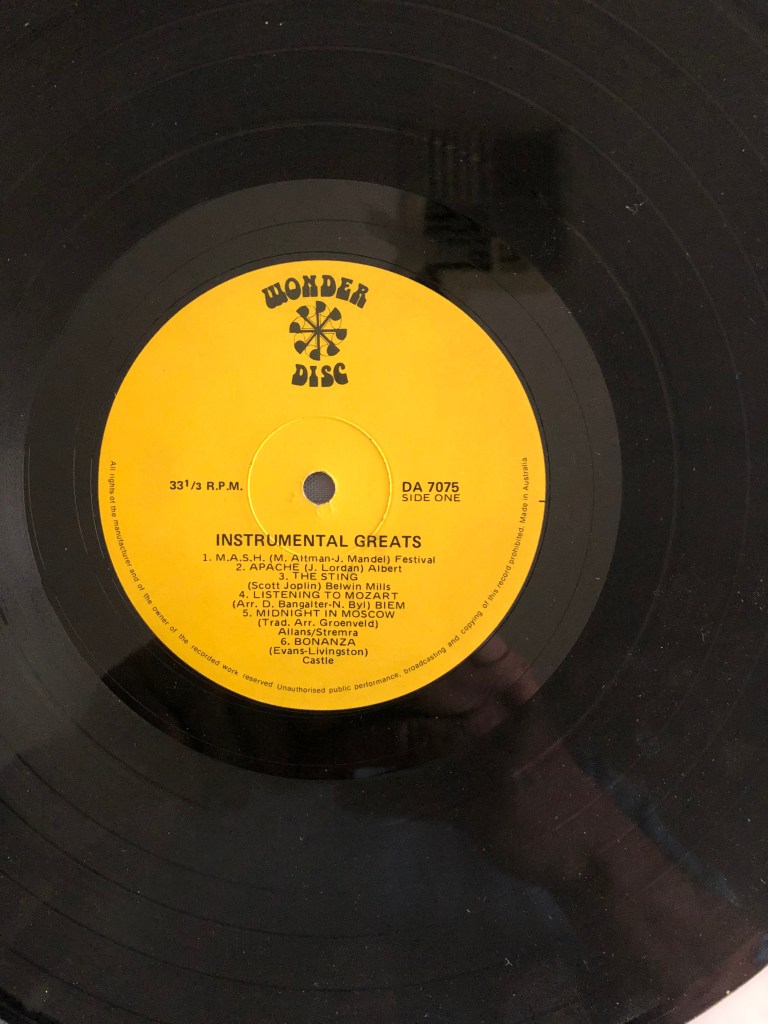 WONDER
DISC
33 1/3 R.P.M.
DA 7075
SIDE ONE
INSTRUMENTAL GREATS
1. M.A.S.H. (M. Altman-J. Mandel) Festival
2. APACHE (J. Lordan) Albert
3. THE STING
(Scott Joplin) Belwin Mills
4. LISTENING TO MOZART
(Arr. D. Bangalter-N. Byl) BIEM
5. MIDNIGHT IN MOSCOW
(Trad. Arr. Groenveld)
Allans/Stremra
6. BONANZA
(Evans-Livingston)
Castle
All rights of the manufacturer and of the owner of the recorded work reserved Unauthorised public performance, broadcasting and copying of this record prohibited. Made in Australia